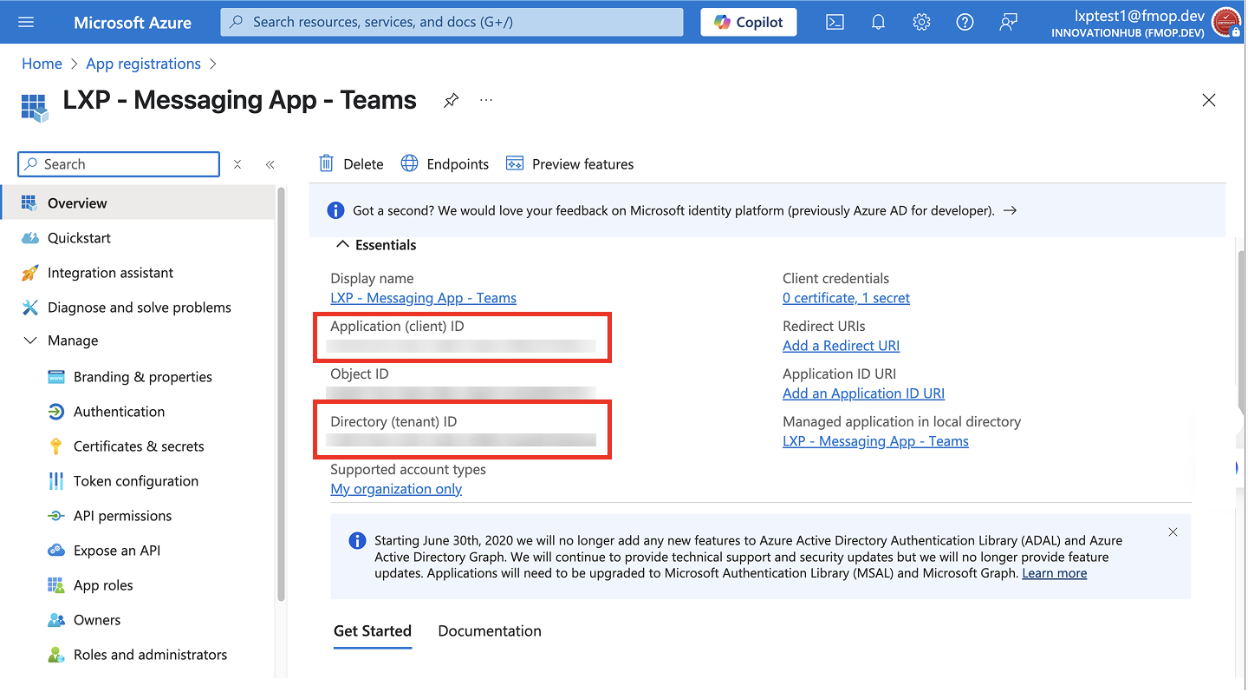 Microsoft Azure
Search resources, services, and docs (G+/)
Copilot
lxptest1@fmop.dev
INNOVATIONHUB (FMOP.DEV)
Home > App registrations >
LXP - Messaging App - Teams
Search
Overview
Quickstart
Integration assistant
Diagnose and solve problems
Manage
Branding & properties
Authentication
Certificates & secrets
Token configuration
API permissions
Expose an API
App roles
Owners
Roles and administrators
Delete
Endpoints
Preview features
Got a second? We would love your feedback on Microsoft identity platform (previously Azure AD for developer). →
Essentials
Display name
LXP - Messaging App - Teams
Application (client) ID
Object ID
Directory (tenant) ID
Supported account types
My organization only
Client credentials
0 certificate, 1 secret
Redirect URIs
Add a Redirect URI
Application ID URI
Add an Application ID URI
Managed application in local directory
LXP - Messaging App - Teams
Starting June 30th, 2020 we will no longer add any new features to Azure Active Directory Authentication Library (ADAL) and Azure
Active Directory Graph. We will continue to provide technical support and security updates but we will no longer provide feature
updates. Applications will need to be upgraded to Microsoft Authentication Library (MSAL) and Microsoft Graph. Learn more
Get Started
Documentation